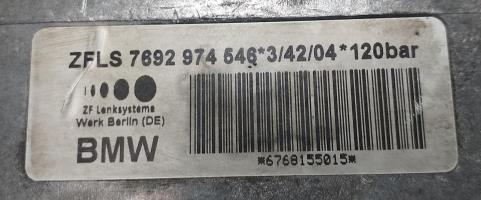 ZFLS 7692 974 546*3/42/04*120bar
ZF Lenksysteme
Werk Berlin (DE)
BMW
*6768155015*